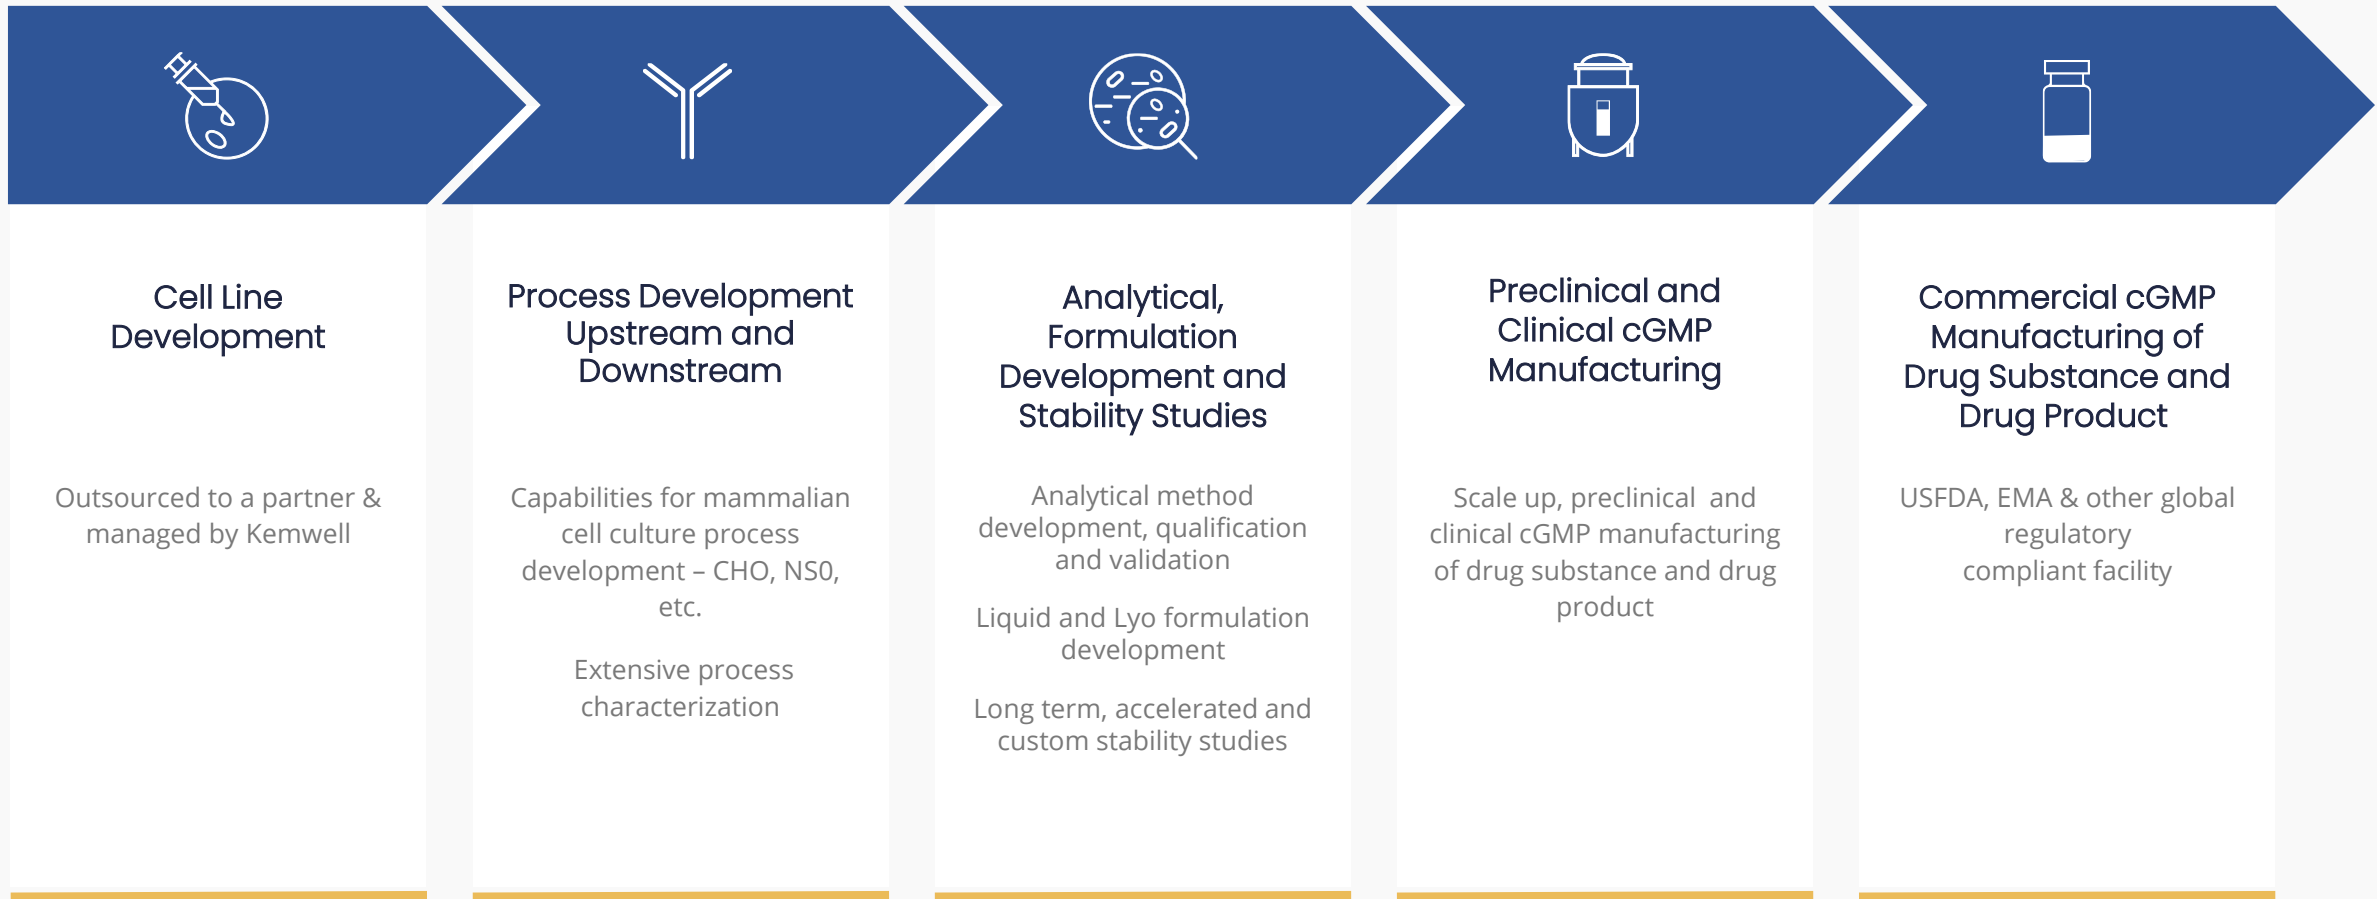 Cell Line
Development
Outsourced to a partner &
managed by Kemwell
Process Development
Upstream and
Downstream
Capabilities for mammalian
cell culture process
development – CHO, NS0,
etc.
Extensive process
characterization
Analytical,
Formulation
Development and
Stability Studies
Analytical method
development, qualification
and validation
Liquid and Lyo formulation
development
Long term, accelerated and
custom stability studies
Preclinical and
Clinical cGMP
Manufacturing
Scale up, preclinical and
clinical cGMP manufacturing
of drug substance and drug
product
Commercial cGMP
Manufacturing of
Drug Substance and
Drug Product
USFDA, EMA & other global
regulatory
compliant facility